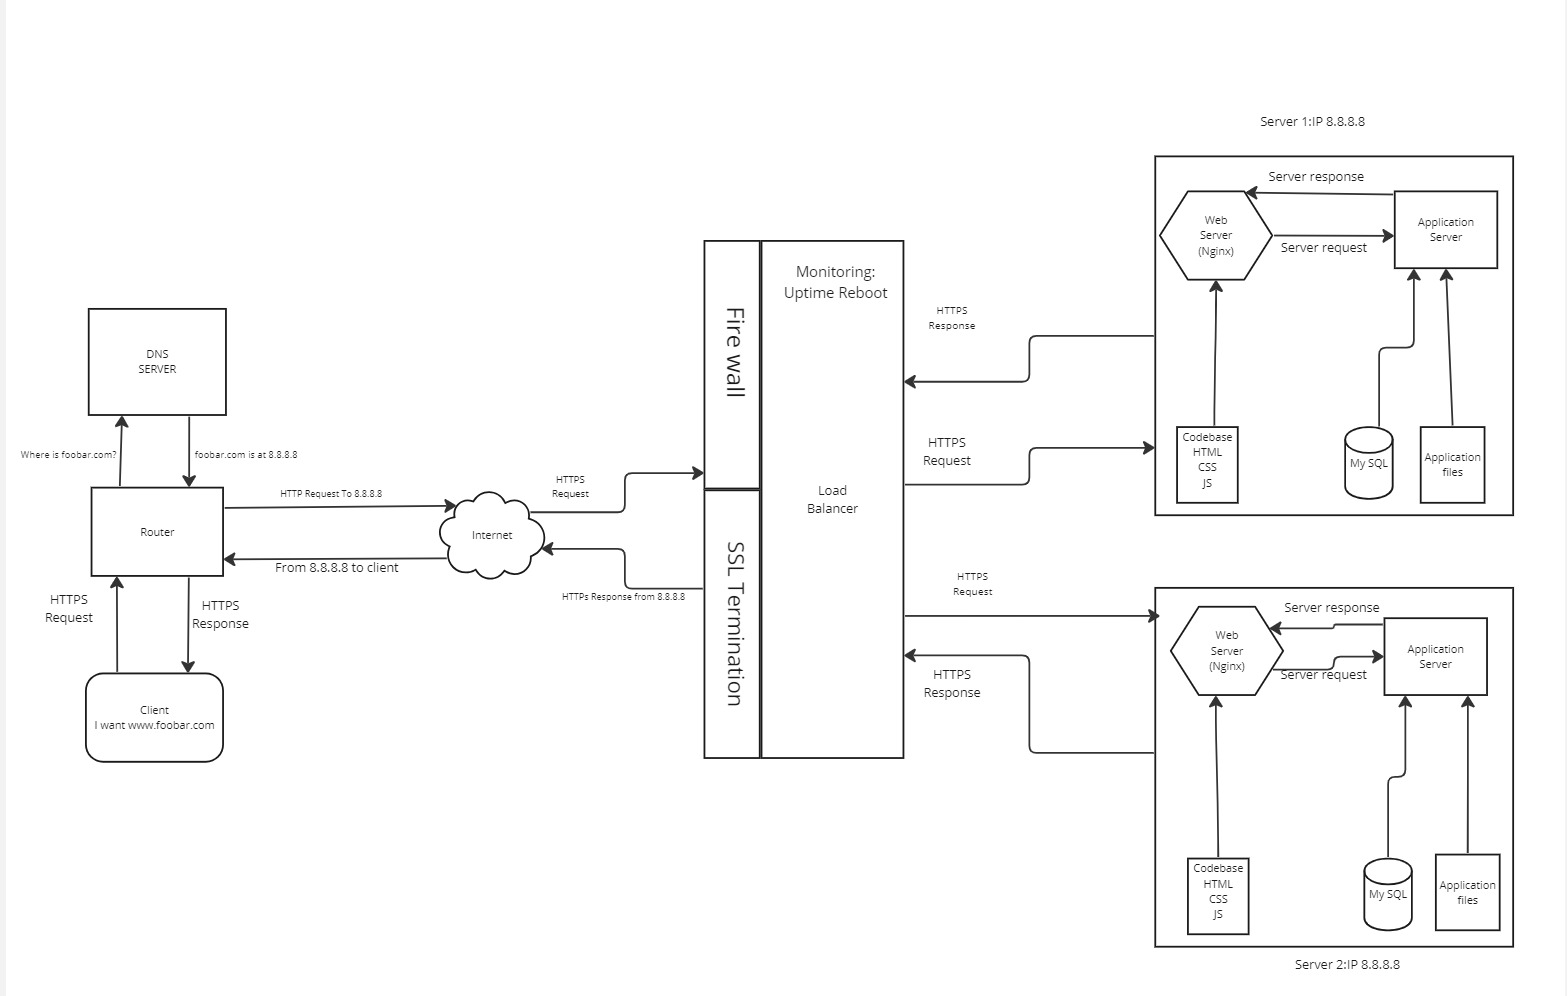 Server 1:IP 8.8.8.8
Server response
Web
Server
(Nginx)
Application
Server
Server request
Codebase
HTML
CSS
JS
My SQL
Application
files
Monitoring:
Uptime Reboot
Fire wall
HTTPS
Response
HTTPS
Request
Load
Balancer
SSL Termination
DNS
SERVER
Where is foobar.com?
foobar.com is at 8.8.8.8
HTTP Request To 8.8.8.8
Router
From 8.8.8.8 to client
Internet
HTTPS
Request
HTTPs Response from 8.8.8.8
HTTPS
Request
HTTPS
Response
Client
I want www.foobar.com
HTTPS
Request
HTTPS
Response
Server response
Web
Server
(Nginx)
Application
Server
Server request
Codebase
HTML
CSS
JS
My SQL
Application
files
Server 2:IP 8.8.8.8